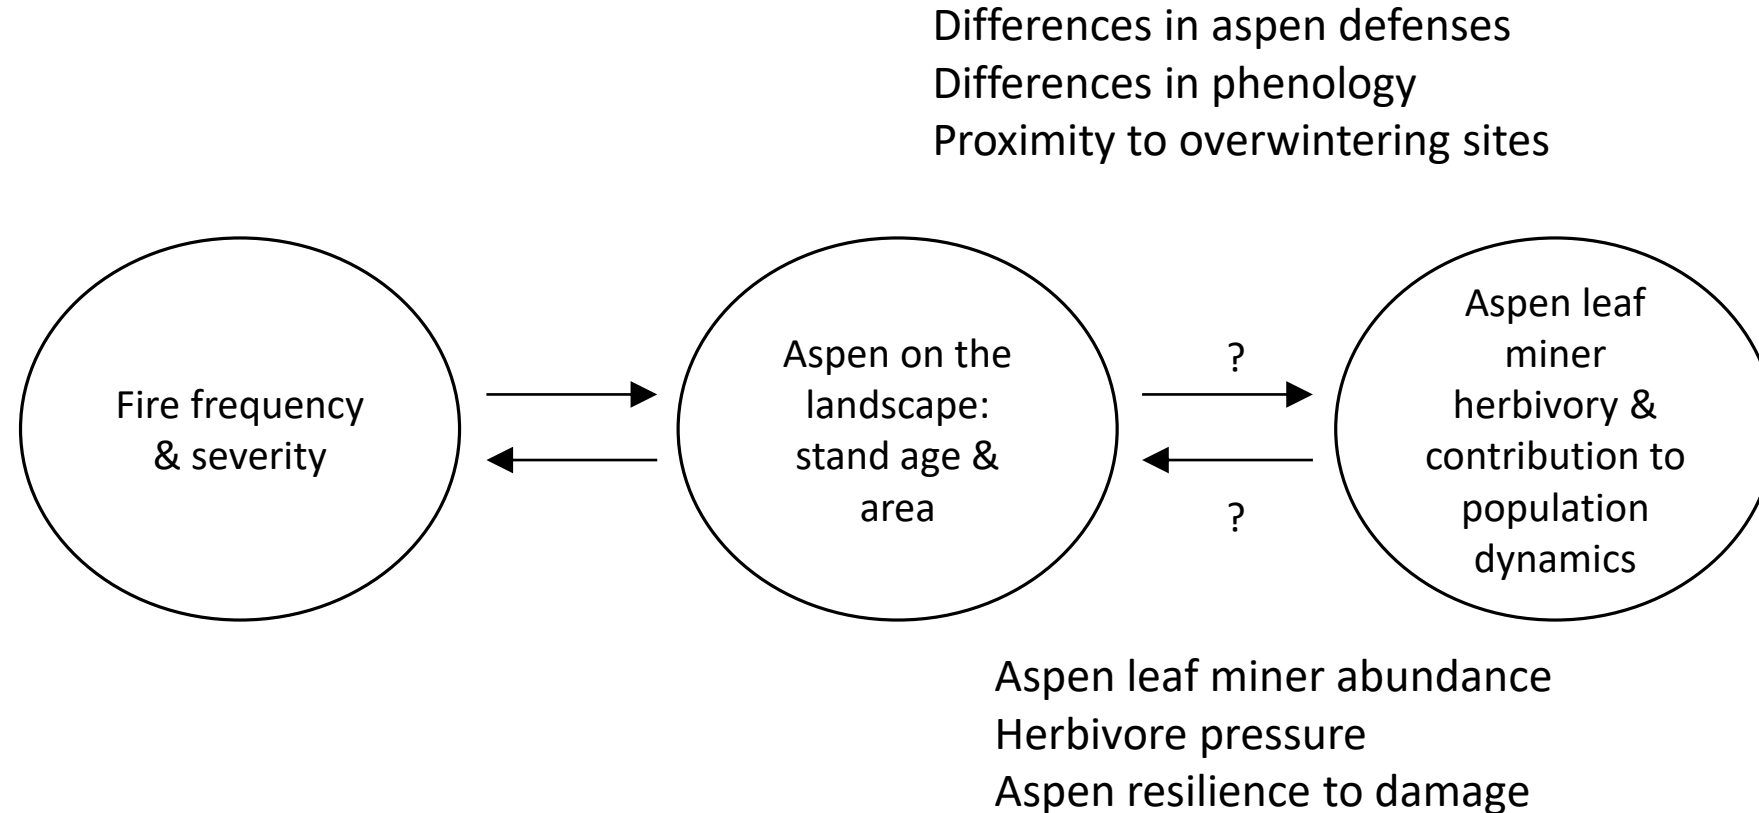 Differences in aspen defenses
Differences in phenology
Proximity to overwintering sites
Fire frequency
& severity
Aspen on the
landscape:
stand age &
area
?
?
Aspen leaf
miner
herbivory &
contribution to
population
dynamics
Aspen leaf miner abundance
Herbivore pressure
Aspen resilience to damage